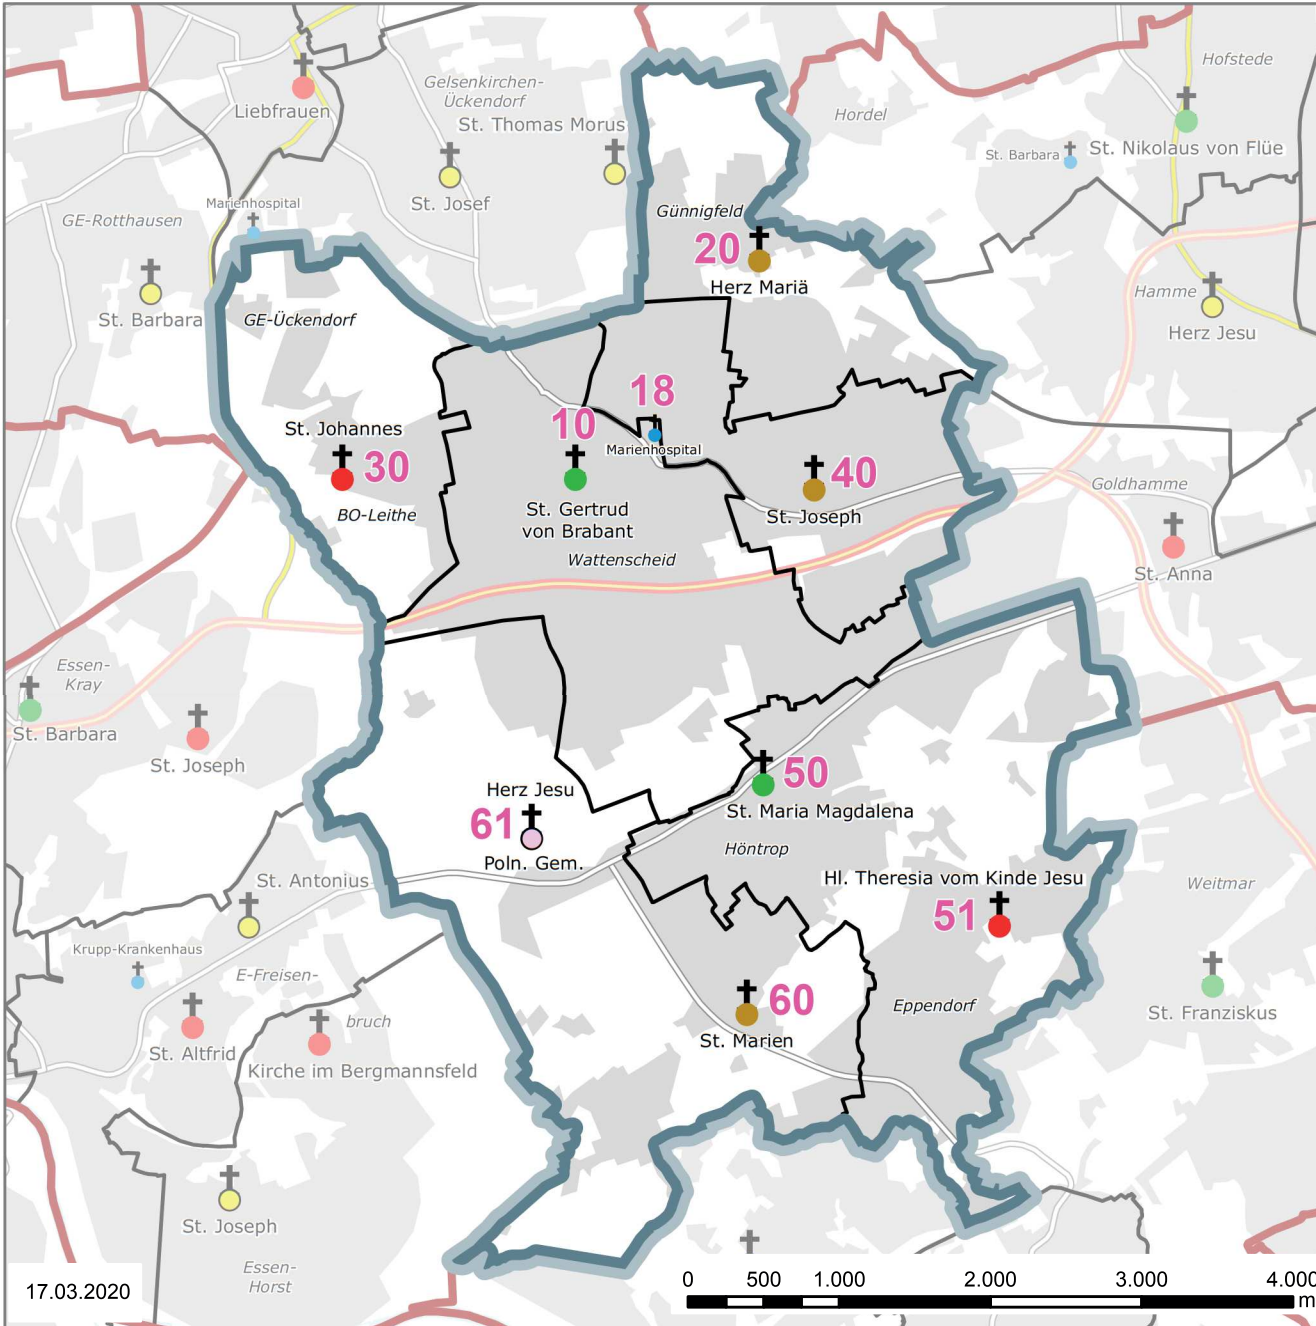 Hofstede
Gelsenkirchen-
Ückendorf
Liebfrauen
St. Thomas Morus
Hordel
St. Barbara
St. Nikolaus von Flüe
Marienhospital
St. Josef
GE-Rotthausen
Günnigfeld
20
Herz Mariä
Hamme
St. Barbara
GE-Ückendorf
Herz Jesu
18
St. Johannes
10
Marienhospital
30
40
Goldhamme
St. Gertrud
von Brabant
BO-Leithe
St. Joseph
Wattenscheid
St. Anna
Essen-
Kray
St. Barbara
St. Joseph
50
Herz Jesu
St. Maria Magdalena
61
Höntrop
Poln. Gem.
St. Antonius
Hl. Theresia vom Kinde Jesu
Weitmar
51
Krupp-Krankenhaus
E-Freisen-
bruch
60
Eppendorf
St. Franziskus
St. Marien
St. Altfrid
Kirche im Bergmannsfeld
St. Joseph
Essen-
Horst
17.03.2020
0 500 1.000 2.000 3.000 4.000
m